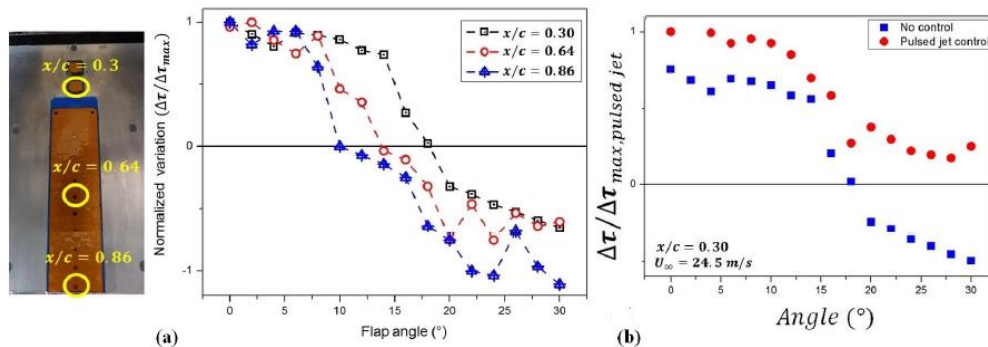 (a)
x/c = 0.3
x/c = 0.64
x/c = 0.86
Normalized variation (Δτ/Δτmax)
1
0
-1
x/c = 0.30
x/c = 0.64
x/c = 0.86
0 5 10 15 20 25 30
Flap angle (°)
(a)
Δτ/Δτmax,pulsed jet
1
0
No control
Pulsed jet control
x/c = 0.30
U∞ = 24.5 m/s
0 5 10 15 20 25 30
Angle (°)
(b)